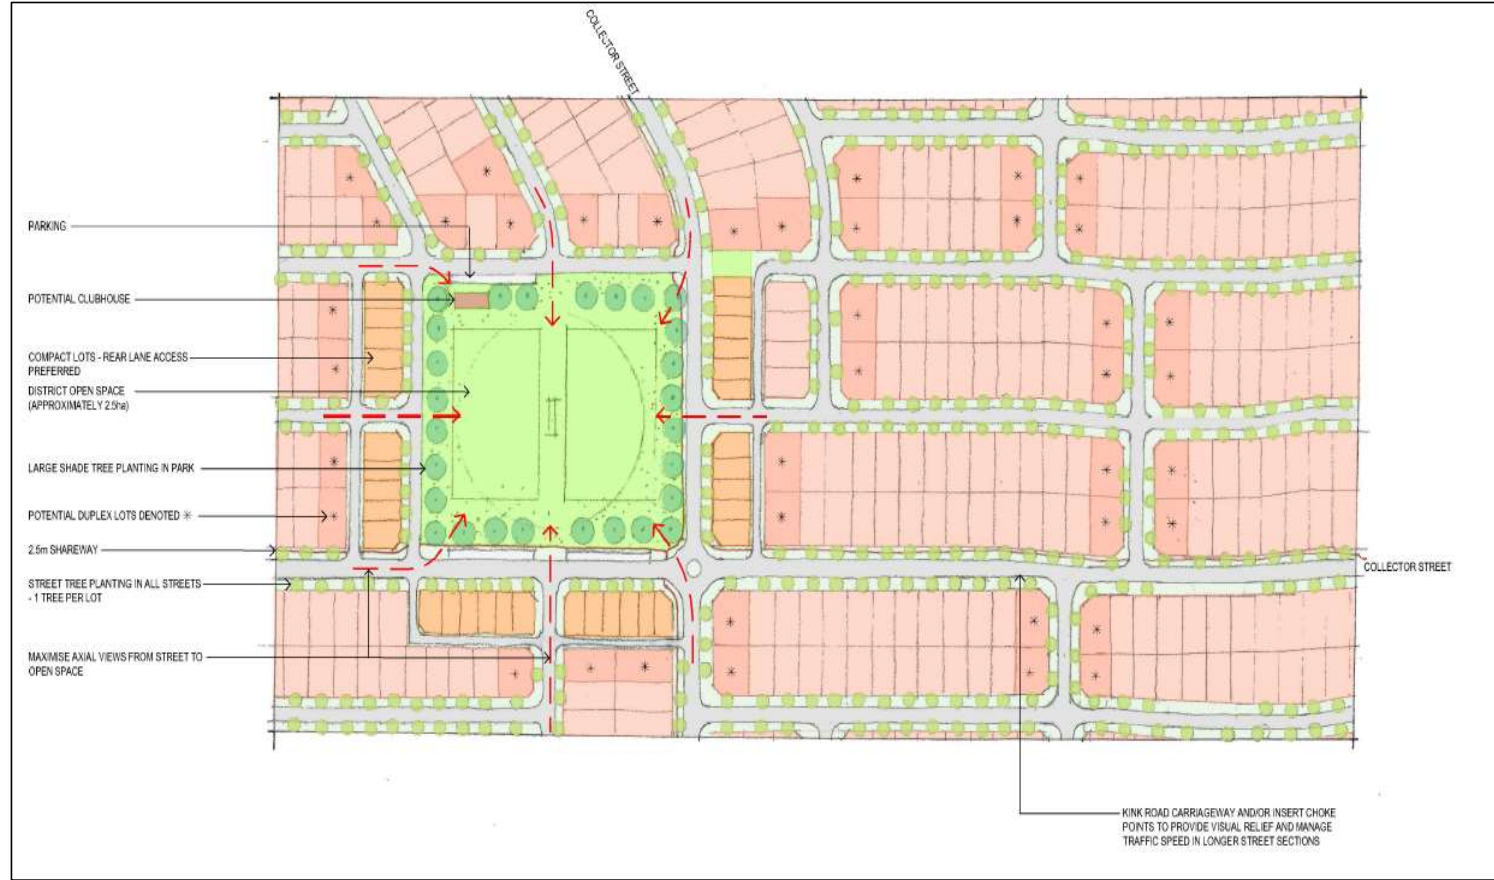 COLLECTOR STREET
PARKING
POTENTIAL CLUBHOUSE
COMPACT LOTS - REAR LANE ACCESS
PREFERRED
DISTRICT OPEN SPACE
(APPROXIMATELY 2.5ha)
LARGE SHADE TREE PLANTING IN PARK
POTENTIAL DUPLEX LOTS DENOTED ✳
2.5m SHAREWAY
STREET TREE PLANTING IN ALL STREETS
- 1 TREE PER LOT
MAXIMISE AXIAL VIEWS FROM STREET TO
OPEN SPACE
COLLECTOR STREET
KINK ROAD CARRIAGEWAY AND/OR INSERT CHOKE
POINTS TO PROVIDE VISUAL RELIEF AND MANAGE
TRAFFIC SPEED IN LONGER STREET SECTIONS